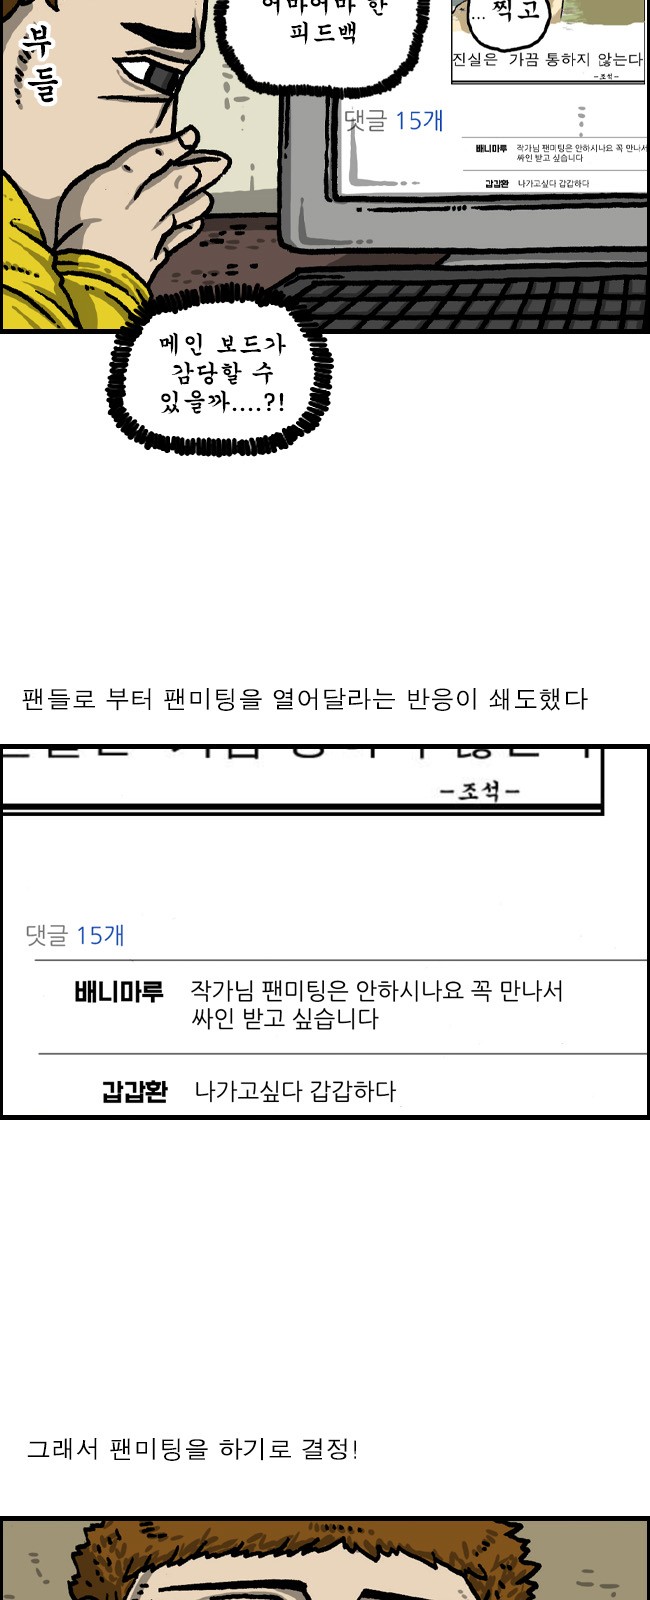 부들
어마어마 한
피드백
...찍고
진실은 가끔 통하지 않는다
-조석-
댓글 15개
배니마루 작가님 팬미팅은 안하시나요 꼭 만나서
싸인 받고 싶습니다
갑갑환 나가고싶다 갑갑하다
메인 보드가
감당할 수
있을까....?!
팬들로 부터 팬미팅을 열어달라는 반응이 쇄도했다
-조석-
댓글 15개
배니마루 작가님 팬미팅은 안하시나요 꼭 만나서
싸인 받고 싶습니다
갑갑환 나가고싶다 갑갑하다
그래서 팬미팅을 하기로 결정!